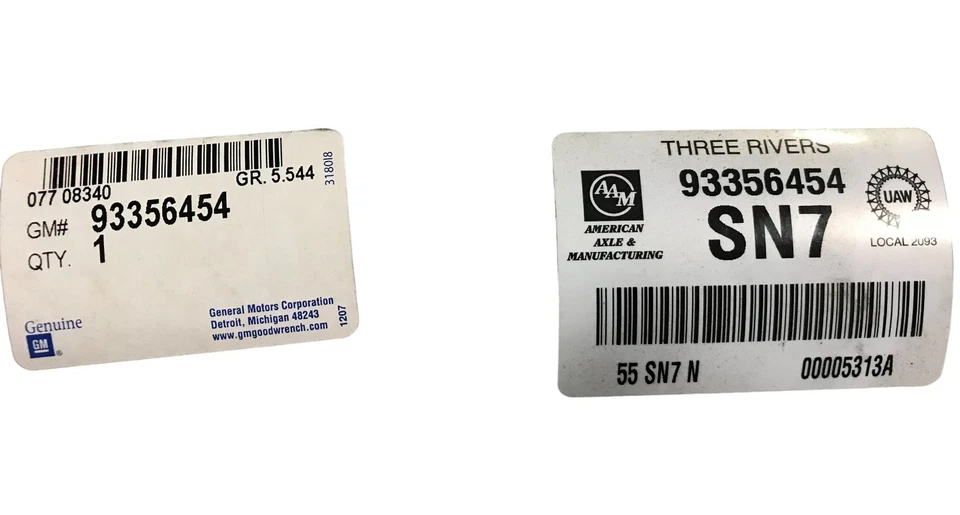 07 08340
GR. 5.544
318018
GM# 93356454
QTY. 1
Genuine
GM®
General Motors Corporation
Detroit, Michigan 48243
www.gmgoodwrench.com
1207
THREE RIVERS
AAM
AMERICAN
AXLE &
MANUFACTURING
93356454
SN7
UAW
LOCAL 2093
55 SN7 N
00005313A